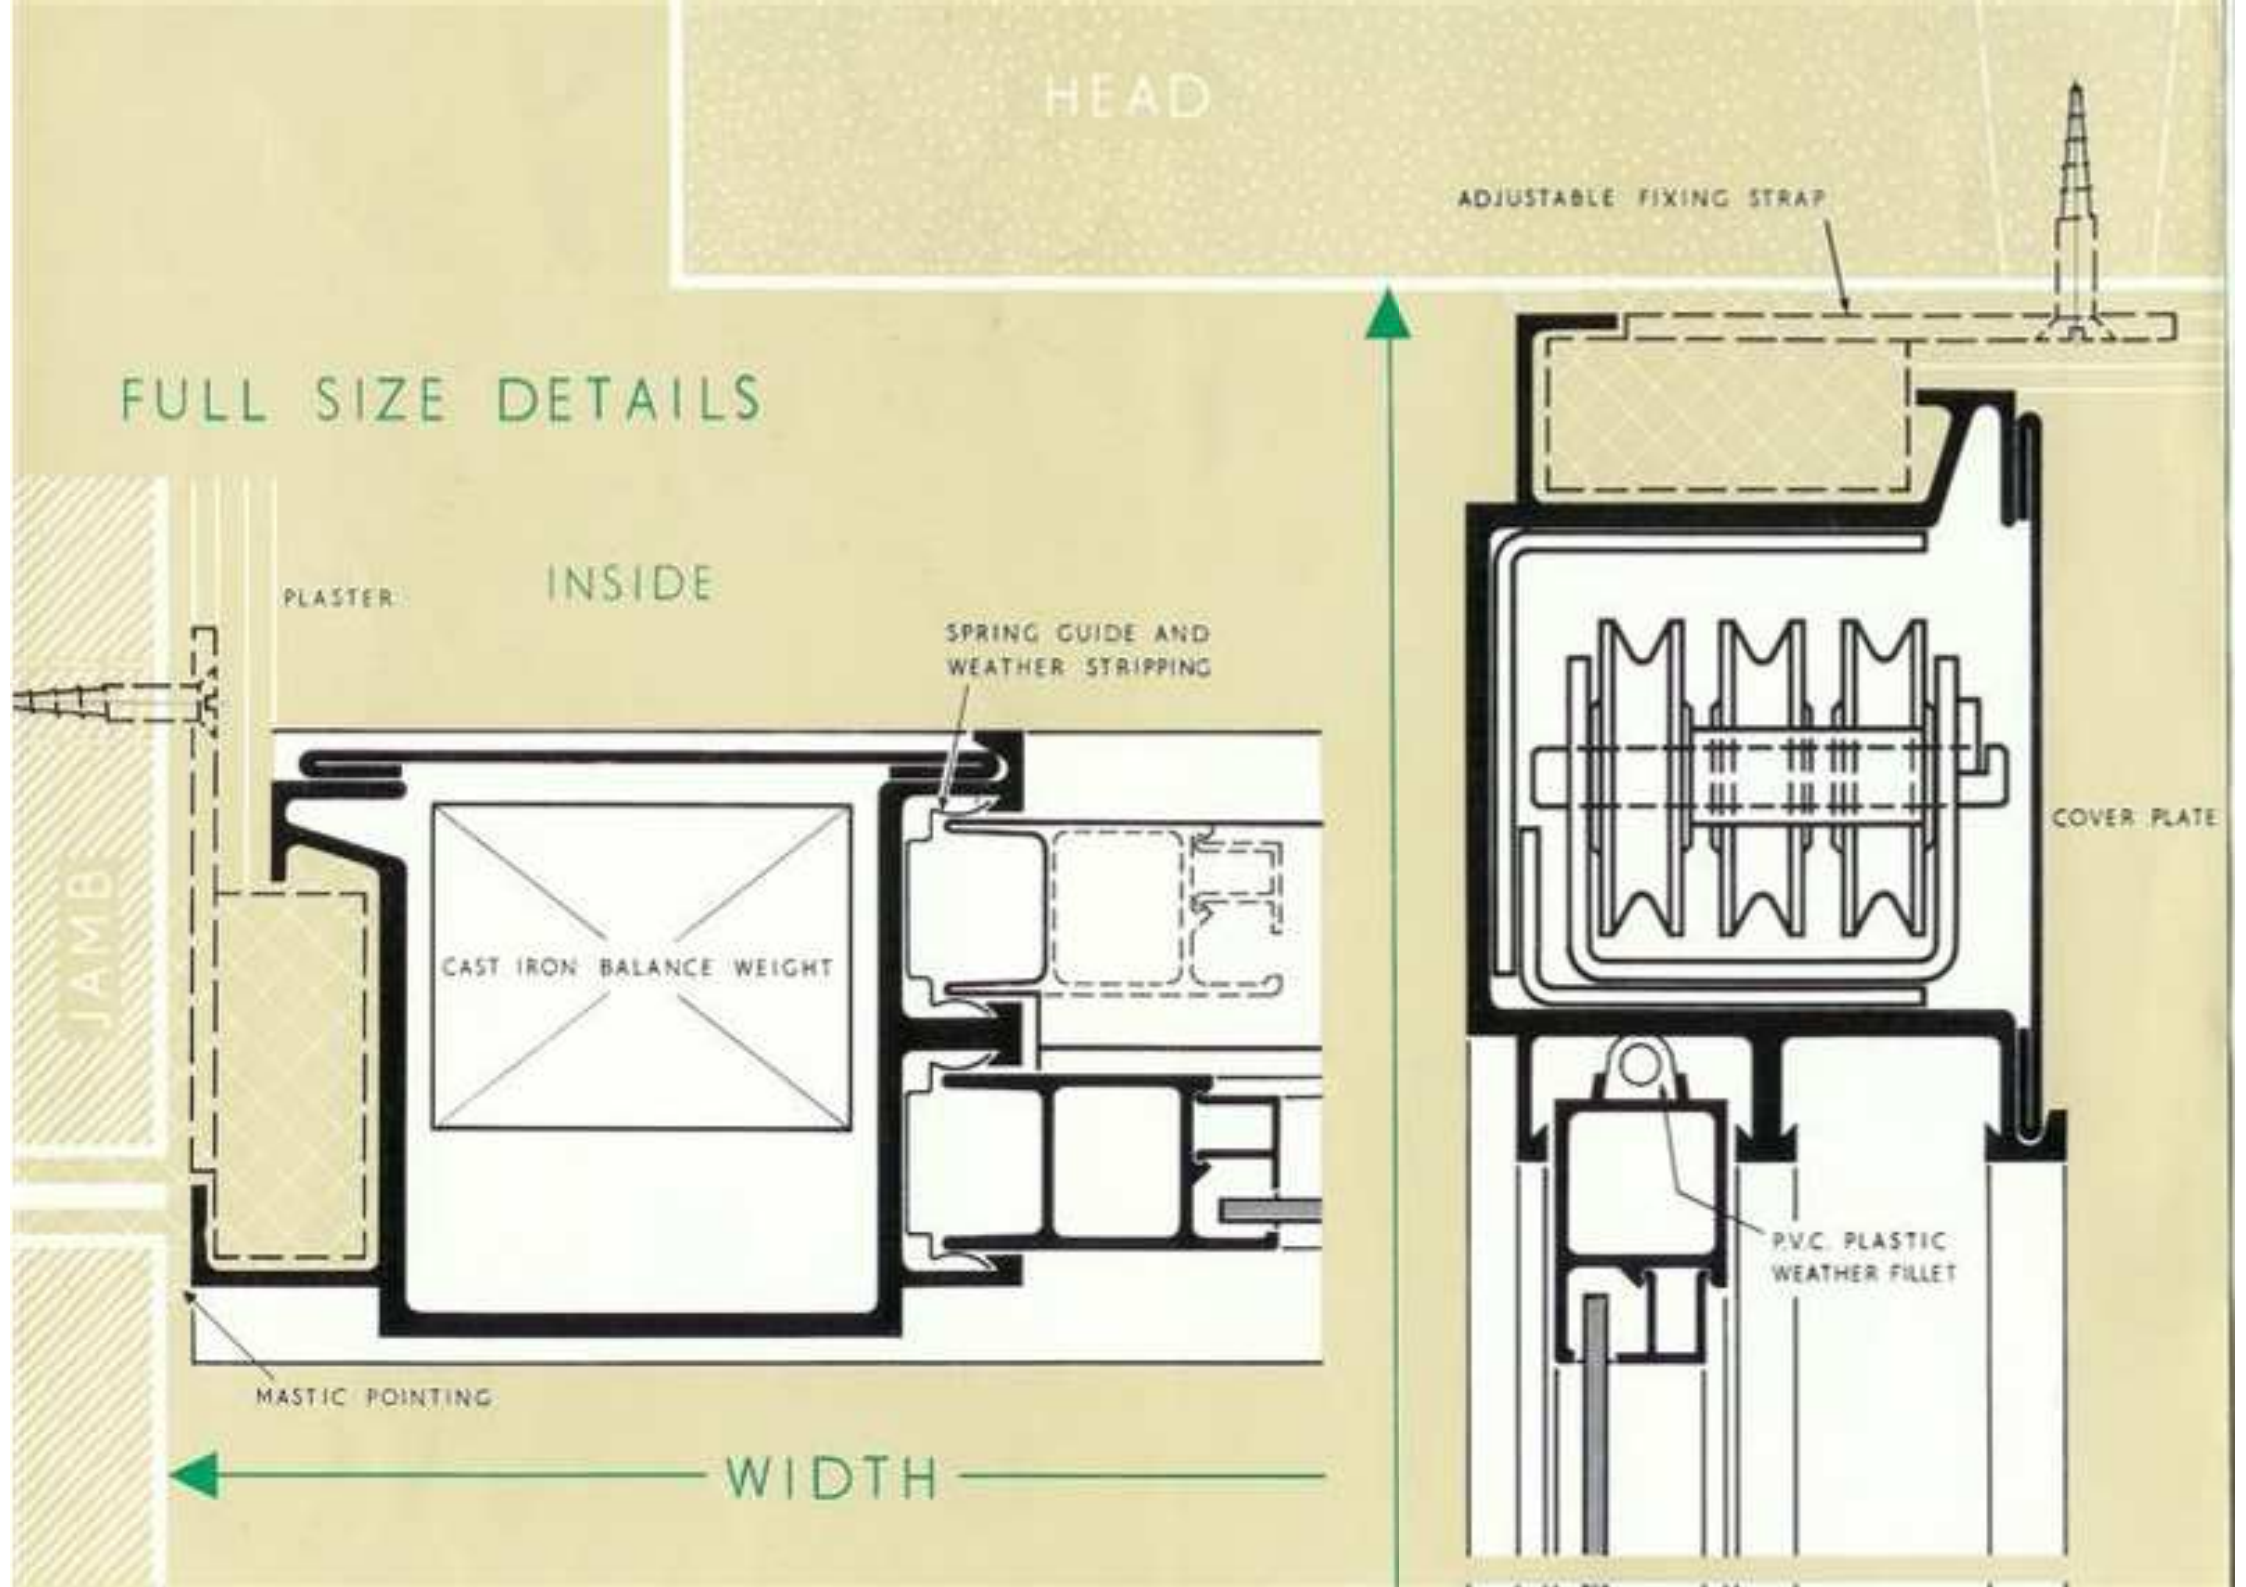 HEAD
ADJUSTABLE FIXING STRAP
FULL SIZE DETAILS
INSIDE
PLASTER
SPRING GUIDE AND
WEATHER STRIPPING
COVER PLATE
JAMB
CAST IRON BALANCE WEIGHT
P.V.C. PLASTIC
WEATHER FILLET
MASTIC POINTING
WIDTH